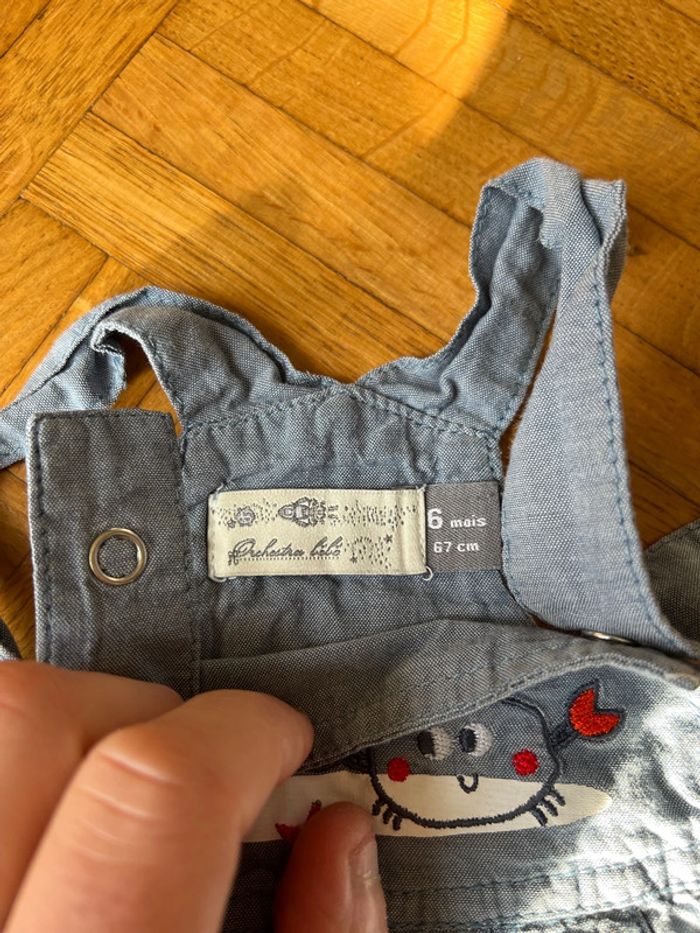 Orchestra bébé
6 mois
67 cm